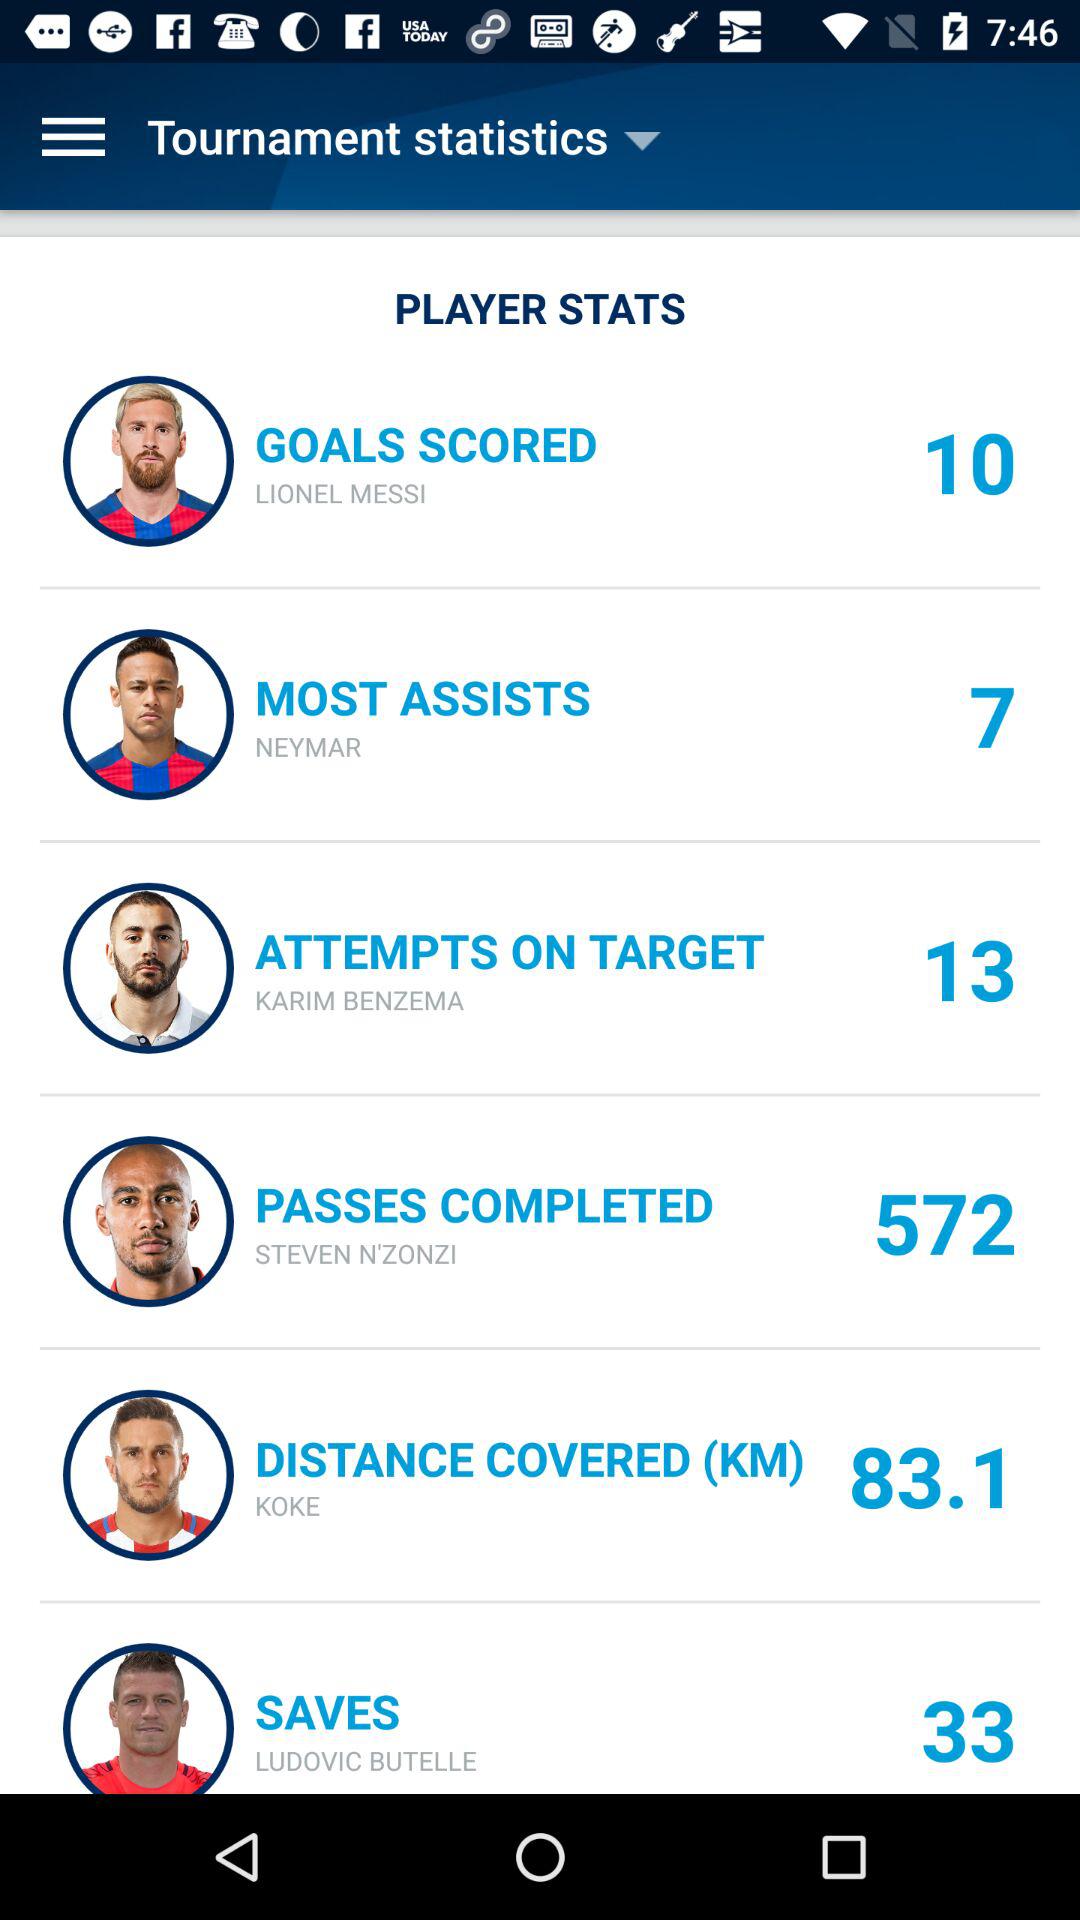 USA TODAY 7:46
Tournament statistics
PLAYER STATS
GOALS SCORED
LIONEL MESSI
10
MOST ASSISTS
NEYMAR
7
ATTEMPTS ON TARGET
KARIM BENZEMA
13
PASSES COMPLETED
STEVEN N'ZONZI
572
DISTANCE COVERED (KM)
KOKE
83.1
SAVES
LUDOVIC BUTELLE
33